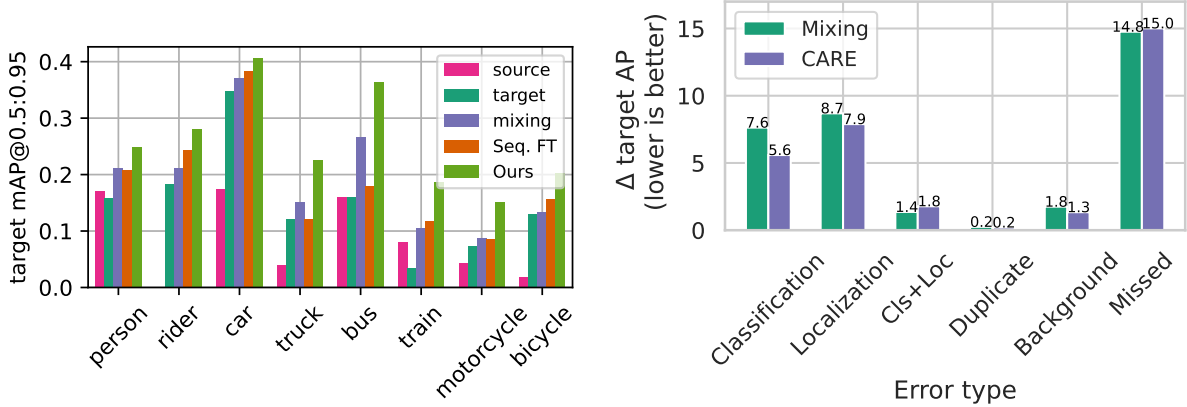 target mAP@0.5:0.95
0.4
0.3
0.2
0.1
0.0
source
target
mixing
Seq. FT
Ours
person
rider
car
truck
bus
train
motorcycle
bicycle
Δ target AP
(lower is better)
15
10
5
0
Mixing
CARE
7.6
5.6
8.7
7.9
1.4
1.8
0.2
0.2
1.8
1.3
14.8
15.0
Classification
Localization
Cls+Loc
Duplicate
Background
Missed
Error type